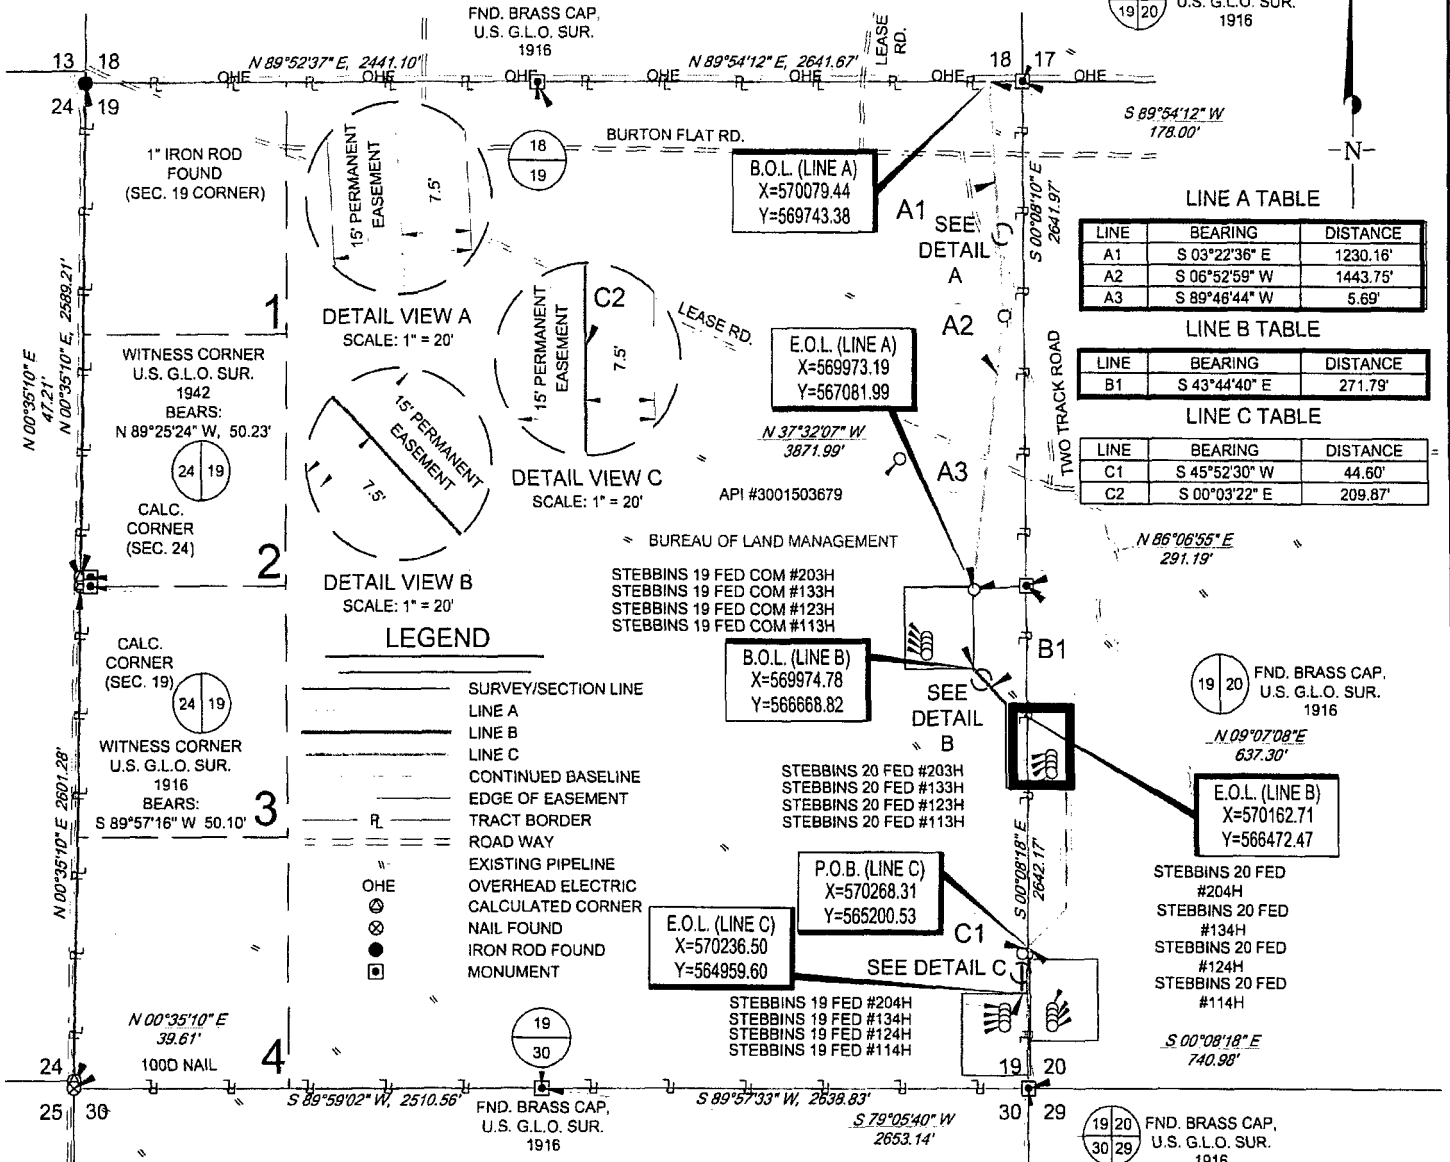 FND. BRASS CAP,
U.S. G.L.O. SUR.
1916
19 20
U.S. G.L.O. SUR.
1916
LEASE
RD.
13 18
N 89°52'37" E, 2441.10'
N 89°54'12" E, 2641.67'
18 17
OHE OHE OHE OHE OHE OHE OHE
24 19
S 89°54'12" W
178.00'
N
1" IRON ROD
FOUND
(SEC. 19 CORNER)
15' PERMANENT
EASEMENT
7.5'
DETAIL VIEW A
SCALE: 1" = 20'
18
19
BURTON FLAT RD.
B.O.L. (LINE A)
X=570079.44
Y=569743.38
A1
SEE
DETAIL
A
S 00°08'10" E
2641.97'
LINE A TABLE
LINE BEARING DISTANCE
A1 S 03°22'36" E 1230.16'
A2 S 06°52'59" W 1443.75'
A3 S 89°46'44" W 5.69'
LINE B TABLE
LINE BEARING DISTANCE
B1 S 43°44'40" E 271.79'
LINE C TABLE
LINE BEARING DISTANCE
C1 S 45°52'30" W 44.60'
C2 S 00°03'22" E 209.87'
N 00°35'10" E
47.21'
N 00°35'10" E, 2589.21'
1
WITNESS CORNER
U.S. G.L.O. SUR.
1942
BEARS:
N 89°25'24" W, 50.23'
24 19
CALC.
CORNER
(SEC. 24)
2
15' PERMANENT
EASEMENT
C2
7.5'
DETAIL VIEW C
SCALE: 1" = 20'
LEASE RD.
A2
E.O.L. (LINE A)
X=569973.19
Y=567081.99
TWO TRACK ROAD
N 37°32'07" W
3871.99'
A3
API #3001503679
15' PERMANENT
EASEMENT
7.5'
DETAIL VIEW B
SCALE: 1" = 20'
BUREAU OF LAND MANAGEMENT
N 86°06'55" E
291.19'
STEBBINS 19 FED COM #203H
STEBBINS 19 FED COM #133H
STEBBINS 19 FED COM #123H
STEBBINS 19 FED COM #113H
B.O.L. (LINE B)
X=569974.78
Y=566668.82
B1
SEE
DETAIL
B
19 20
FND. BRASS CAP,
U.S. G.L.O. SUR.
1916
N 09°07'08"E
637.30'
CALC.
CORNER
(SEC. 19)
24 19
WITNESS CORNER
U.S. G.L.O. SUR.
1916
BEARS:
S 89°57'16" W 50.10'
3
N 00°35'10" E 2601.28'
LEGEND
SURVEY/SECTION LINE
LINE A
LINE B
LINE C
CONTINUED BASELINE
EDGE OF EASEMENT
PL TRACT BORDER
ROAD WAY
EXISTING PIPELINE
OHE OVERHEAD ELECTRIC
CALCULATED CORNER
NAIL FOUND
IRON ROD FOUND
MONUMENT
STEBBINS 20 FED #203H
STEBBINS 20 FED #133H
STEBBINS 20 FED #123H
STEBBINS 20 FED #113H
E.O.L. (LINE B)
X=570162.71
Y=566472.47
S 00°08'18" E
2642.17'
P.O.B. (LINE C)
X=570268.31
Y=565200.53
E.O.L. (LINE C)
X=570236.50
Y=564959.60
C1
SEE DETAIL C
STEBBINS 20 FED
#204H
STEBBINS 20 FED
#134H
STEBBINS 20 FED
#124H
STEBBINS 20 FED
#114H
STEBBINS 19 FED #204H
STEBBINS 19 FED #134H
STEBBINS 19 FED #124H
STEBBINS 19 FED #114H
N 00°35'10" E
39.61'
100D NAIL
4
19
30
19 20
S 00°08'18" E
740.98'
24
25 30
S 89°59'02" W, 2510.56'
S 89°57'33" W, 2638.83'
30 29
FND. BRASS CAP,
U.S. G.L.O. SUR.
1916
S 79°05'40" W
2653.14'
19 20
30 29
FND. BRASS CAP,
U.S. G.L.O. SUR.
1916